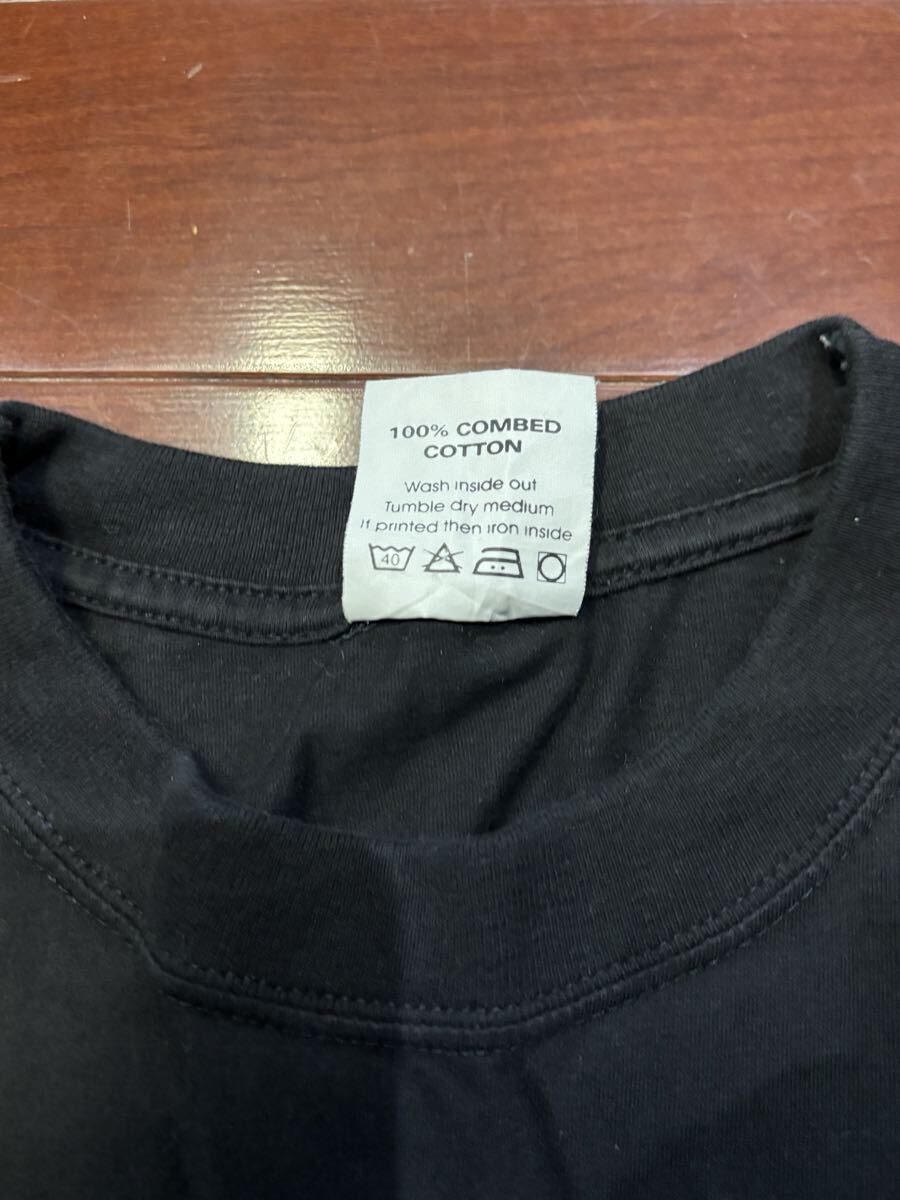 100% COMBED
COTTON
Wash inside out
Tumble dry medium
If printed then iron inside
40